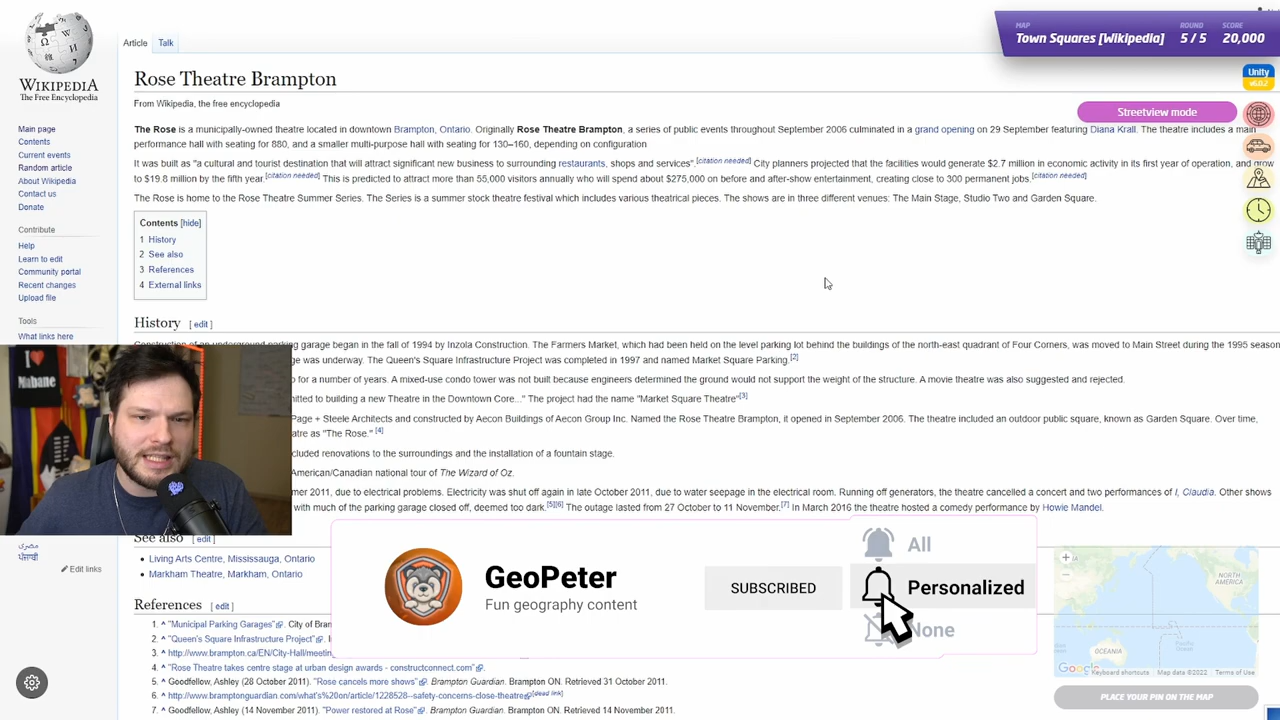 MAP
Town Squares [Wikipedia]
ROUND
5 / 5
SCORE
20,000
Unity
v6.0.2
Streetview mode
WIKIPEDIA
The Free Encyclopedia
Main page
Contents
Current events
Random article
About Wikipedia
Contact us
Donate
Contribute
Help
Learn to edit
Community portal
Recent changes
Upload file
Tools
What links here
ਪੰਜਾਬੀ
Edit links
Article Talk
Rose Theatre Brampton
From Wikipedia, the free encyclopedia
The Rose is a municipally-owned theatre located in downtown Brampton, Ontario. Originally Rose Theatre Brampton, a series of public events throughout September 2006 culminated in a grand opening on 29 September featuring Diana Krall. The theatre includes a main
performance hall with seating for 880, and a smaller multi-purpose hall with seating for 130–160, depending on configuration
It was built as "a cultural and tourist destination that will attract significant new business to surrounding restaurants, shops and services".[citation needed] City planners projected that the facilities would generate $2.7 million in economic activity in its first year of operation, and grow
to $19.8 million by the fifth year.[citation needed] This is predicted to attract more than 55,000 visitors annually who will spend about $275,000 on before and after-show entertainment, creating close to 300 permanent jobs.[citation needed]
The Rose is home to the Rose Theatre Summer Series. The Series is a summer stock theatre festival which includes various theatrical pieces. The shows are in three different venues: The Main Stage, Studio Two and Garden Square.
Contents [hide]
1 History
2 See also
3 References
4 External links
History [ edit ]
Construction of an underground parking garage began in the fall of 1994 by Inzola Construction. The Farmers Market, which had been held on the level parking lot behind the buildings of the north-east quadrant of Four Corners, was moved to Main Street during the 1995 season
ge was underway. The Queen's Square Infrastructure Project was completed in 1997 and named Market Square Parking.[2]
o for a number of years. A mixed-use condo tower was not built because engineers determined the ground would not support the weight of the structure. A movie theatre was also suggested and rejected.
itted to building a new Theatre in the Downtown Core..." The project had the name "Market Square Theatre"[3]
Page + Steele Architects and constructed by Aecon Buildings of Aecon Group Inc. Named the Rose Theatre Brampton, it opened in September 2006. The theatre included an outdoor public square, known as Garden Square. Over time,
atre as "The Rose." [4]
cluded renovations to the surroundings and the installation of a fountain stage.
American/Canadian national tour of The Wizard of Oz.
mer 2011, due to electrical problems. Electricity was shut off again in late October 2011, due to water seepage in the electrical room. Running off generators, the theatre cancelled a concert and two performances of I, Claudia. Other shows
with much of the parking garage closed off, deemed too dark.[5][6] The outage lasted from 27 October to 11 November.[7] In March 2016 the theatre hosted a comedy performance by Howie Mandel.
See also [ edit ]
Living Arts Centre, Mississauga, Ontario
Markham Theatre, Markham, Ontario
References [ edit ]
1. ^ "Municipal Parking Garages". City of Bram
2. ^ "Queen's Square Infrastructure Project". I
3. ^ http://www.brampton.ca/EN/City-Hall/meetin
4. ^ "Rose Theatre takes centre stage at urban design awards - constructconnect.com".
5. ^ Goodfellow, Ashley (28 October 2011). "Rose cancels more shows". Brampton Guardian. Brampton ON. Retrieved 31 October 2011.
6. ^ http://www.bramptonguardian.com/what's%20on/article/1228528--safety-concerns-close-theatre [dead link]
7. ^ Goodfellow, Ashley (14 November 2011). "Power restored at Rose". Brampton Guardian. Brampton ON. Retrieved 14 November 2011.
I
Mabane
GeoPeter
Fun geography content
SUBSCRIBED
All
Personalized
None
NORTH
AMERICA
OCEANIA
Pacific
Ocean
Google
Keyboard shortcuts Map data ©2022 Terms of Use
PLACE YOUR PIN ON THE MAP